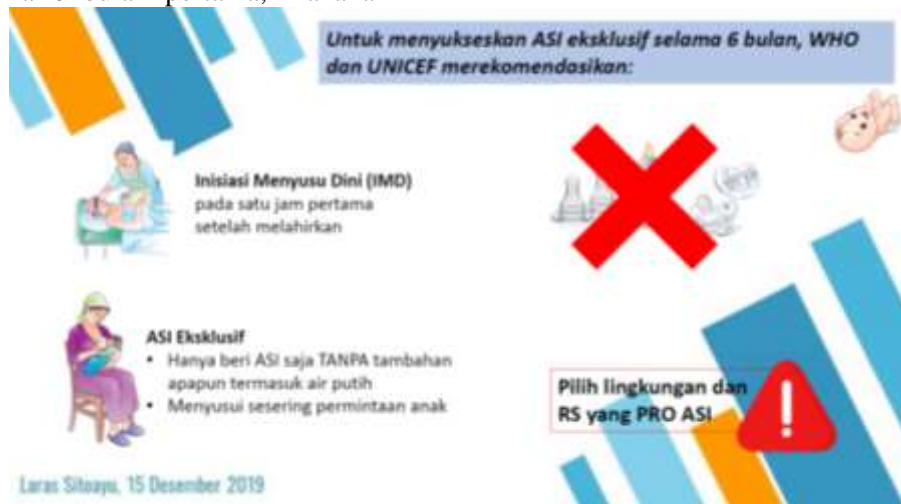 Untuk menyukseskan ASI eksklusif selama 6 bulan, WHO
dan UNICEF merekomendasikan:
Inisiasi Menyusu Dini (IMD)
pada satu jam pertama
setelah melahirkan
ASI Eksklusif
• Hanya beri ASI saja TANPA tambahan
apapun termasuk air putih
• Menyusui sesering permintaan anak
Pilih lingkungan dan
RS yang PRO ASI
Laras Sitoayu, 15 Desember 2019